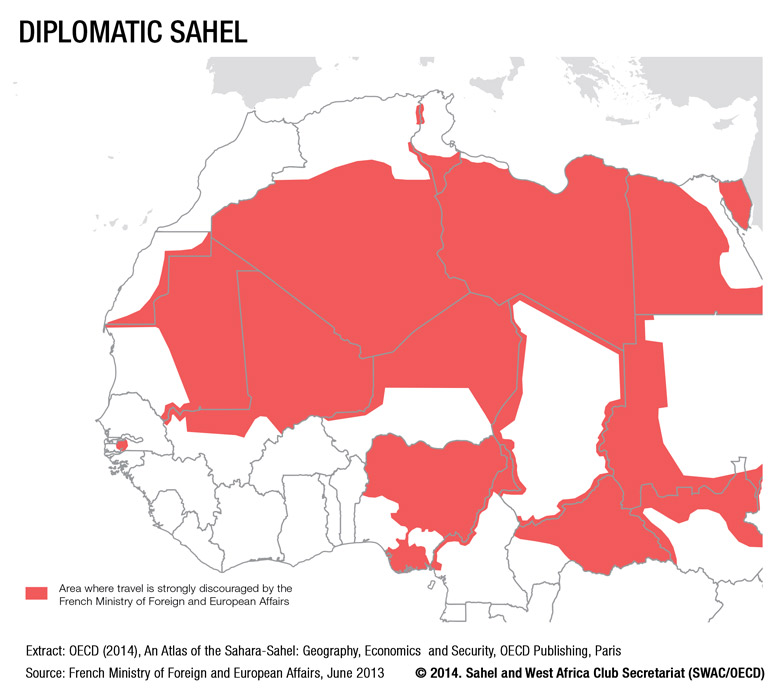 DIPLOMATIC SAHEL
Area where travel is strongly discouraged by the
French Ministry of Foreign and European Affairs
Extract: OECD (2014), An Atlas of the Sahara-Sahel: Geography, Economics and Security, OECD Publishing, Paris
Source: French Ministry of Foreign and European Affairs, June 2013 © 2014. Sahel and West Africa Club Secretariat (SWAC/OECD)